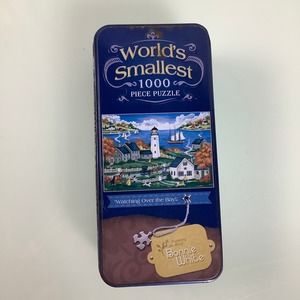 World's
Smallest
1000
PIECE PUZZLE
"Watching Over the Bay"
Bonnie
White